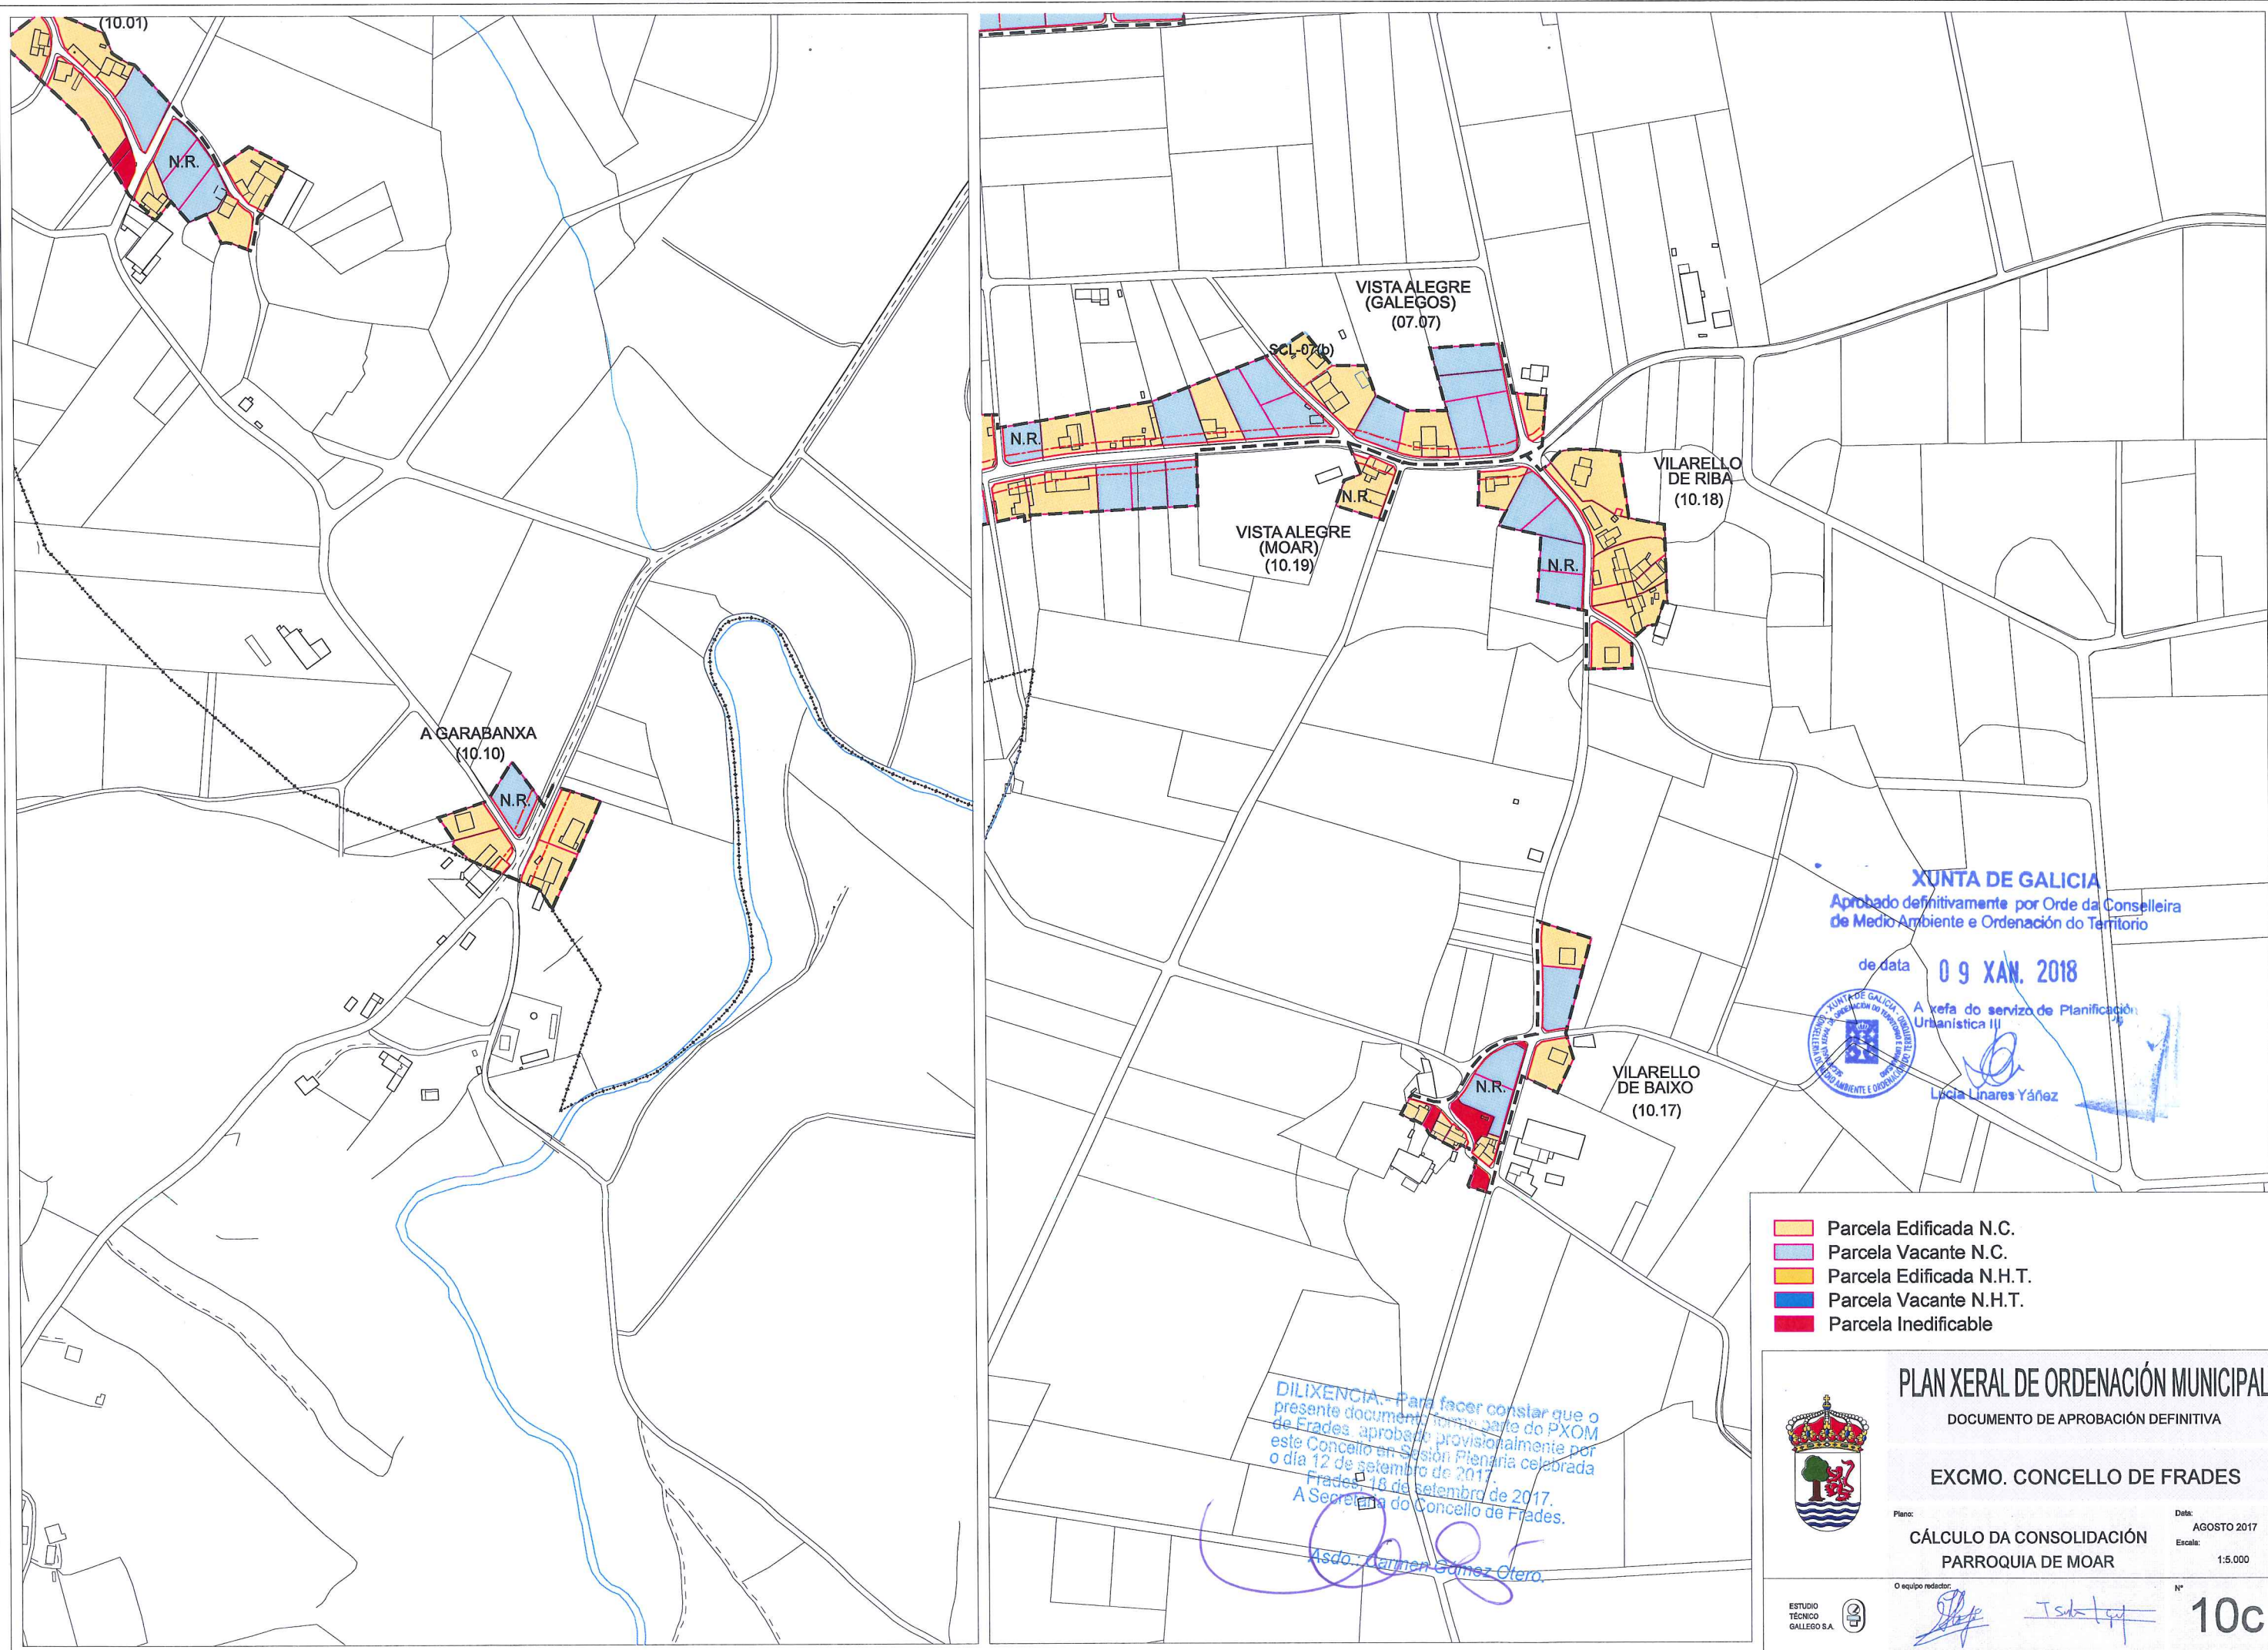 (10.01)
N.R.
A GARABANXA
(10.10)
N.R.
VISTA ALEGRE
(GALEGOS)
(07.07)
SCL-07(b)
N.R.
N.R.
VISTA ALEGRE
(MOAR)
(10.19)
VILARELLO
DE RIBA
(10.18)
N.R.
VILARELLO
DE BAIXO
(10.17)
N.R.
XUNTA DE GALICIA
Aprobado definitivamente por Orde da Conselleira
de Medio Ambiente e Ordenación do Territorio
de data 09 XAN. 2018
A xefa do servizo de Planificación
Urbanística III
Lucía Linares Yáñez
DILIXENCIA.- Para facer constar que o
presente documento forma parte do PXOM
de Frades, aprobado provisionalmente por
este Concello en Sesión Plenaria celebrada
o día 12 de setembro de 2017.
Frades, 18 de setembro de 2017.
A Secretaria do Concello de Frades.
Asdo.: Carmen Gómez Otero.
Parcela Edificada N.C.
Parcela Vacante N.C.
Parcela Edificada N.H.T.
Parcela Vacante N.H.T.
Parcela Inedificable
PLAN XERAL DE ORDENACIÓN MUNICIPAL
DOCUMENTO DE APROBACIÓN DEFINITIVA
EXCMO. CONCELLO DE FRADES
Plano:
CÁLCULO DA CONSOLIDACIÓN
PARROQUIA DE MOAR
Data:
AGOSTO 2017
Escala:
1:5.000
O equipo redactor:
ESTUDIO
TÉCNICO
GALLEGO S.A.
Nº
10c